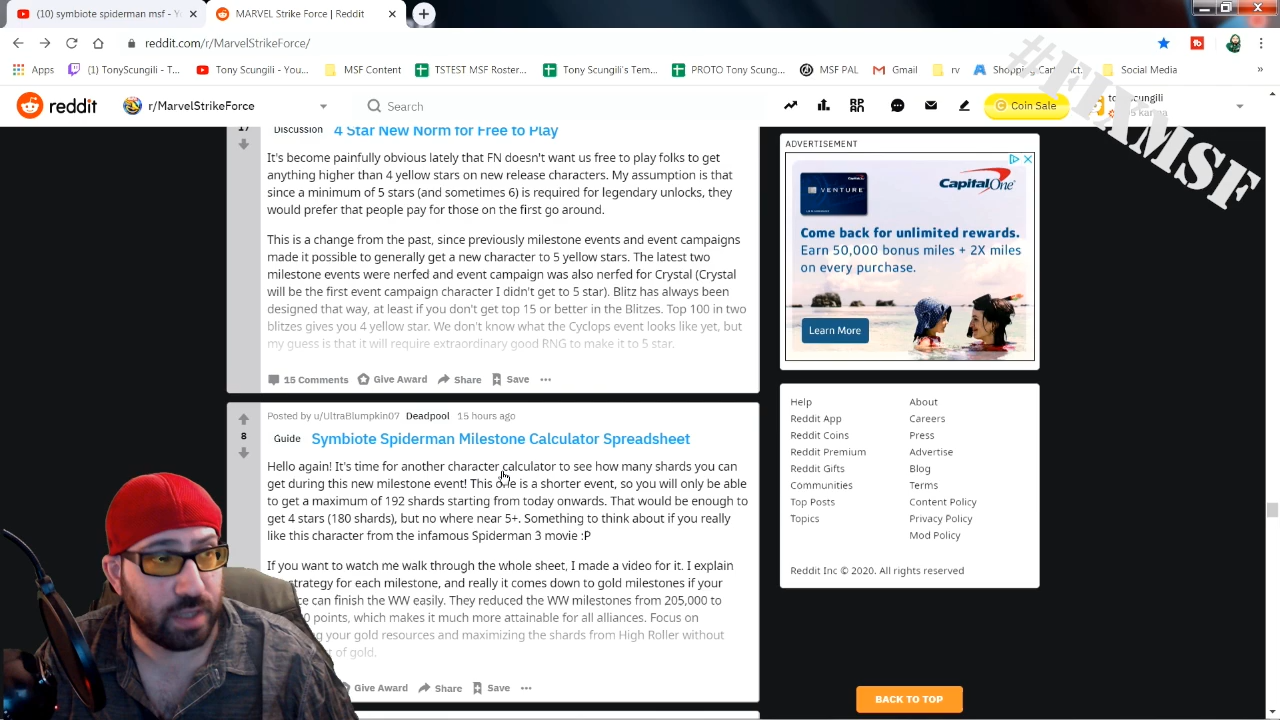 (10) symbiote spiderman msf - Y
MARVEL Strike Force | Reddit
reddit.com/r/MarvelStrikeForce/
Apps
(1) TonyScungili - T...
Tony Scungili - You...
MSF Content
TSTEST MSF Roster...
Tony Scungili's Tem...
PROTO Tony Scung...
MSF PAL
Gmail
rv
Shopping Cart
Social Media
#FIXMSF
reddit
r/MarvelStrikeForce
Search
Coin Sale
17
Discussion
4 Star New Norm for Free to Play
It's become painfully obvious lately that FN doesn't want us free to play folks to get
anything higher than 4 yellow stars on new release characters. My assumption is that
a minimum of 5 stars (and sometimes 6) is required for legendary unlocks, they
would prefer that people pay for those on the first go around.
This is a change from the past, since previously milestone events and event campaigns
made it possible to generally get a new character to 5 yellow stars. The latest two
milestone events were nerfed and event campaign was also nerfed for Crystal (Crystal
will be the first event campaign character I didn't get to 5 star). Blitz has always been
designed that way, at least if you don't get top 15 or better in the Blitzes. Top 100 in two
blitzes gives you 4 yellow star. We don't know what the Cyclops event looks like yet, but
my guess is that it will require extraordinary good RNG to make it to 5 star.
15 Comments
Give Award
Share
Save
Posted by u/UltraBlumpkin07
Deadpool
15 hours ago
8
Guide
Symbiote Spiderman Milestone Calculator Spreadsheet
Hello again! It's time for another character calculator to see how many shards you can
get during this new milestone event! This one is a shorter event, so you will only be able
to get a maximum of 192 shards starting from today onwards. That would be enough to
get 4 stars (180 shards), but no where near 5+. Something to think about if you really
like this character from the infamous Spiderman 3 movie :P
If you want to watch me walk through the whole sheet, I made a video for it. I explain
strategy for each milestone, and really it comes down to gold milestones if your
can finish the WW easily. They reduced the WW milestones from 205,000 to
points, which makes it much more attainable for all alliances. Focus on
your gold resources and maximizing the shards from High Roller without
of gold.
Give Award
Share
Save
ADVERTISEMENT
VENTURE
CapitalOne
Come back for unlimited rewards.
Earn 50,000 bonus miles + 2X miles
on every purchase.
Learn More
Help
About
Reddit App
Careers
Reddit Coins
Press
Reddit Premium
Advertise
Reddit Gifts
Blog
Communities
Terms
Top Posts
Content Policy
Topics
Privacy Policy
Mod Policy
Reddit Inc © 2020. All rights reserved
BACK TO TOP